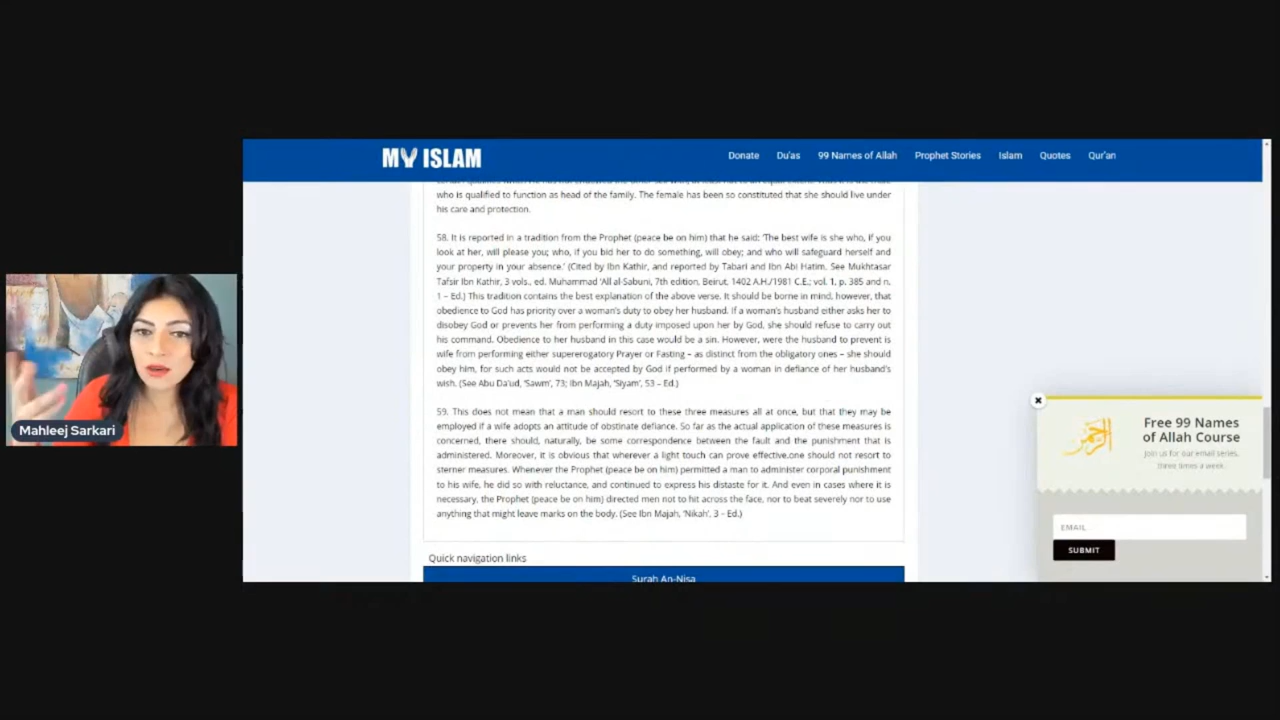 MY ISLAM
Donate Du'as 99 Names of Allah Prophet Stories Islam Quotes Qur'an
who is qualified to function as head of the family. The female has been so constituted that she should live under
his care and protection.
58. It is reported in a tradition from the Prophet (peace be on him) that he said: 'The best wife is she who, if you
look at her, will please you; who, if you bid her to do something, will obey; and who will safeguard herself and
your property in your absence.' (Cited by Ibn Kathir, and reported by Tabari and Ibn Abi Hatim. See Mukhtasar
Tafsir Ibn Kathir, 3 vols., ed. Muhammad 'All al-Sabuni, 7th edition, Beirut, 1402 A.H./1981 C.E.; vol. 1, p. 385 and n.
1 – Ed.) This tradition contains the best explanation of the above verse. It should be borne in mind, however, that
obedience to God has priority over a woman's duty to obey her husband. If a woman's husband either asks her to
disobey God or prevents her from performing a duty imposed upon her by God, she should refuse to carry out
his command. Obedience to her husband in this case would be a sin. However, were the husband to prevent is
wife from performing either supererogatory Prayer or Fasting – as distinct from the obligatory ones – she should
obey him, for such acts would not be accepted by God if performed by a woman in defiance of her husband's
wish. (See Abu Da'ud, 'Sawm', 73; Ibn Majah, 'Siyam', 53 – Ed.)
59. This does not mean that a man should resort to these three measures all at once, but that they may be
employed if a wife adopts an attitude of obstinate defiance. So far as the actual application of these measures is
concerned, there should, naturally, be some correspondence between the fault and the punishment that is
administered. Moreover, it is obvious that wherever a light touch can prove effective,one should not resort to
sterner measures. Whenever the Prophet (peace be on him) permitted a man to administer corporal punishment
to his wife, he did so with reluctance, and continued to express his distaste for it. And even in cases where it is
necessary, the Prophet (peace be on him) directed men not to hit across the face, nor to beat severely nor to use
anything that might leave marks on the body. (See Ibn Majah, 'Nikah', 3 – Ed.)
Quick navigation links
Surah An-Nisa
Mahleej Sarkari
Free 99 Names
of Allah Course
Join us for our email series,
three times a week.
EMAIL
SUBMIT